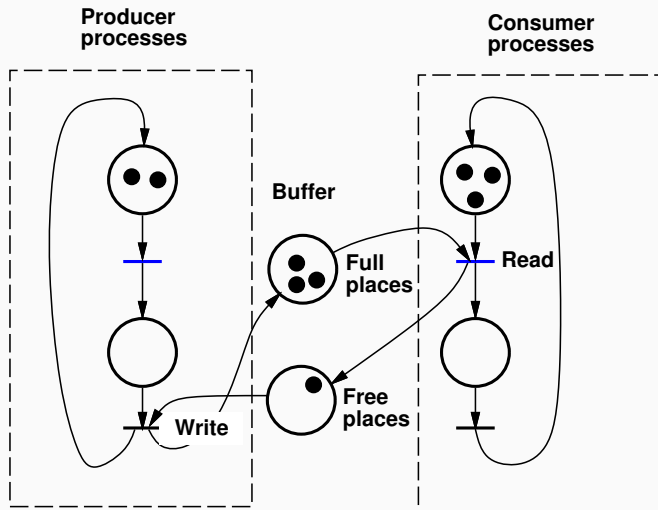 Producer
processes
Consumer
processes
Buffer
Full
places
Read
Free
places
Write